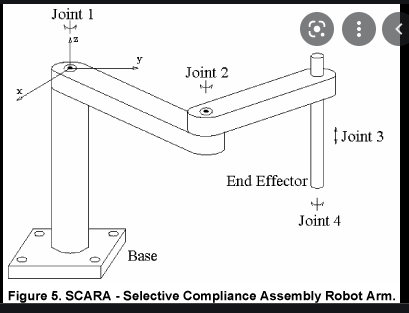 Joint 1
z
y
x
Joint 2
Joint 3
End Effector
Joint 4
Base
Figure 5. SCARA - Selective Compliance Assembly Robot Arm.